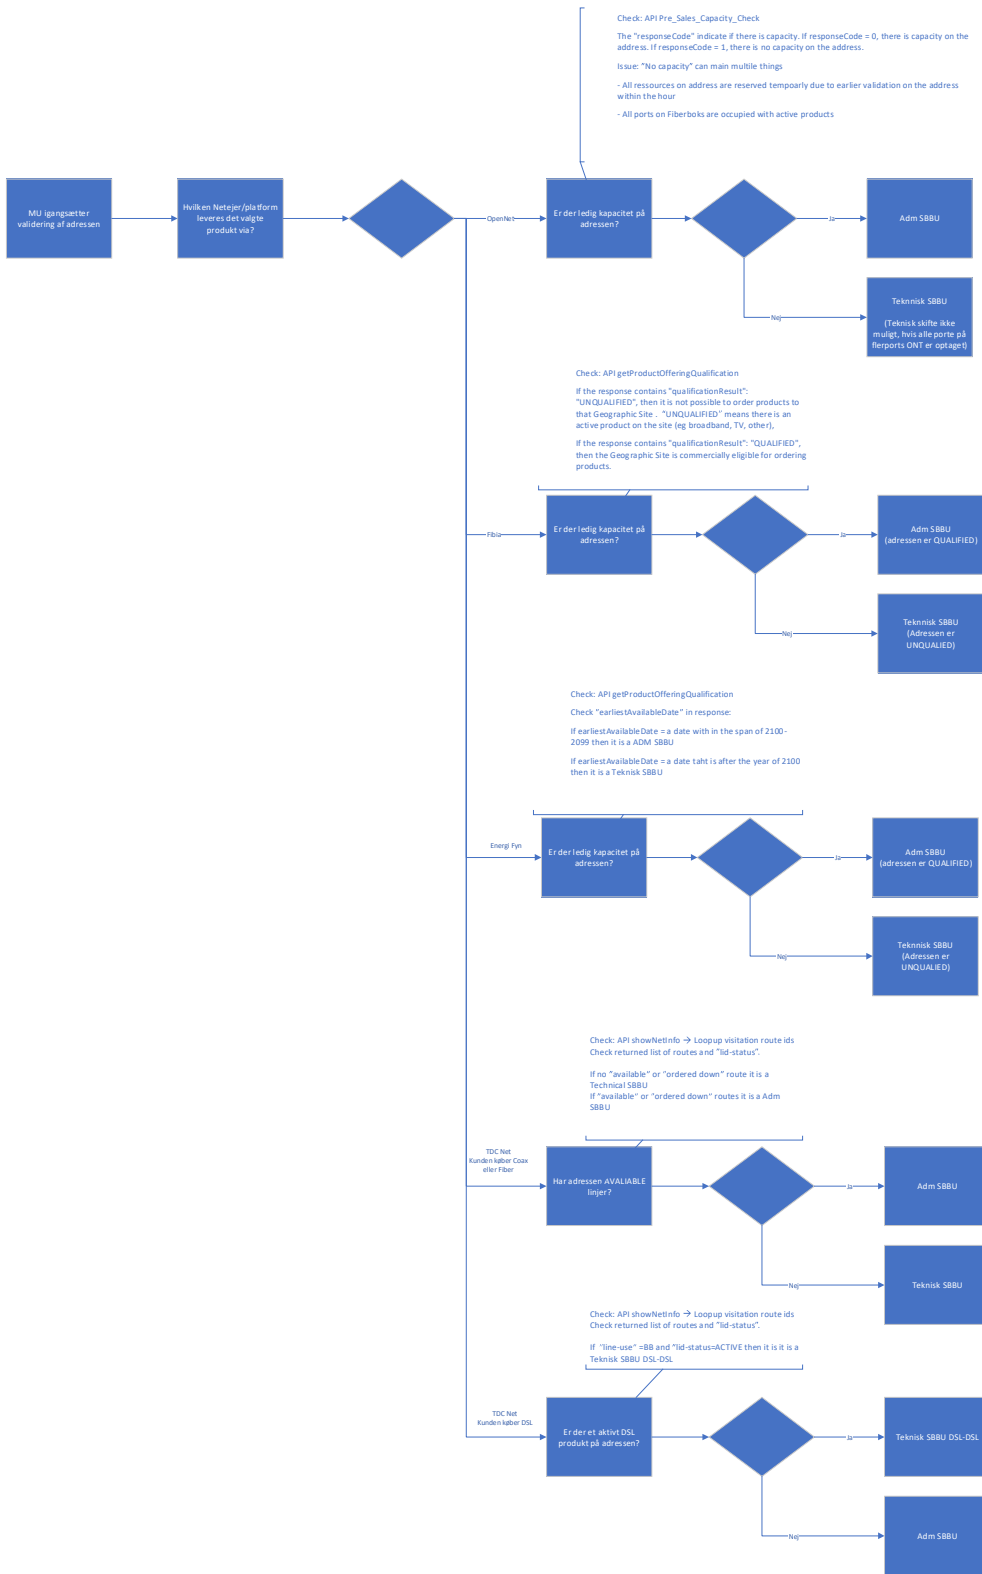 Check: API Pre_Sales_Capacity_Check
The "responseCode" indicate if there is capacity. If responseCode = 0, there is capacity on the
address. If responseCode = 1, there is no capacity on the address.
Issue: "No capacity" can main multile things
- All ressources on address are reserved tempoarly due to earlier validation on the address
within the hour
- All ports on Fiberboks are occupied with active products
MU igangsætter
validering af adressen
Hvilken Netejer/platform
leveres det valgte
produkt via?
OpenNet
Er der ledig kapacitet på
adressen?
Ja
Adm SBBU
Nej
Teknnisk SBBU
(Teknisk skifte ikke
muligt, hvis alle porte på
flerports ONT er optaget)
Check: API getProductOfferingQualification
If the response contains "qualificationResult":
"UNQUALIFIED", then it is not possible to order products to
that Geographic Site . "UNQUALIFIED" means there is an
active product on the site (eg broadband, TV, other),
If the response contains "qualificationResult": "QUALIFIED",
then the Geographic Site is commercially eligible for ordering
products.
Fibia
Er der ledig kapacitet på
adressen?
Ja
Adm SBBU
(adressen er QUALIFIED)
Nej
Teknnisk SBBU
(Adressen er
UNQUALIED)
Check: API getProductOfferingQualification
Check "earliestAvailableDate" in response:
If earliestAvailableDate = a date with in the span of 2100-
2099 then it is a ADM SBBU
If earliestAvailableDate = a date taht is after the year of 2100
then it is a Teknisk SBBU
Energi Fyn
Er der ledig kapacitet på
adressen?
Ja
Adm SBBU
(adressen er QUALIFIED)
Nej
Teknnisk SBBU
(Adressen er
UNQUALIED)
Check: API showNetInfo → Loopup visitation route ids
Check returned list of routes and "lid-status".
If no "available" or "ordered down" route it is a
Technical SBBU
If "available" or "ordered down" routes it is a Adm
SBBU
TDC Net
Kunden køber Coax
eller Fiber
Har adressen AVALIABLE
linjer?
Ja
Adm SBBU
Nej
Teknisk SBBU
Check: API showNetInfo → Loopup visitation route ids
Check returned list of routes and "lid-status".
If "line-use" =BB and "lid-status=ACTIVE then it is it is a
Teknisk SBBU DSL-DSL
TDC Net
Kunden køber DSL
Er der et aktivt DSL
produkt på adressen?
Ja
Teknisk SBBU DSL-DSL
Nej
Adm SBBU